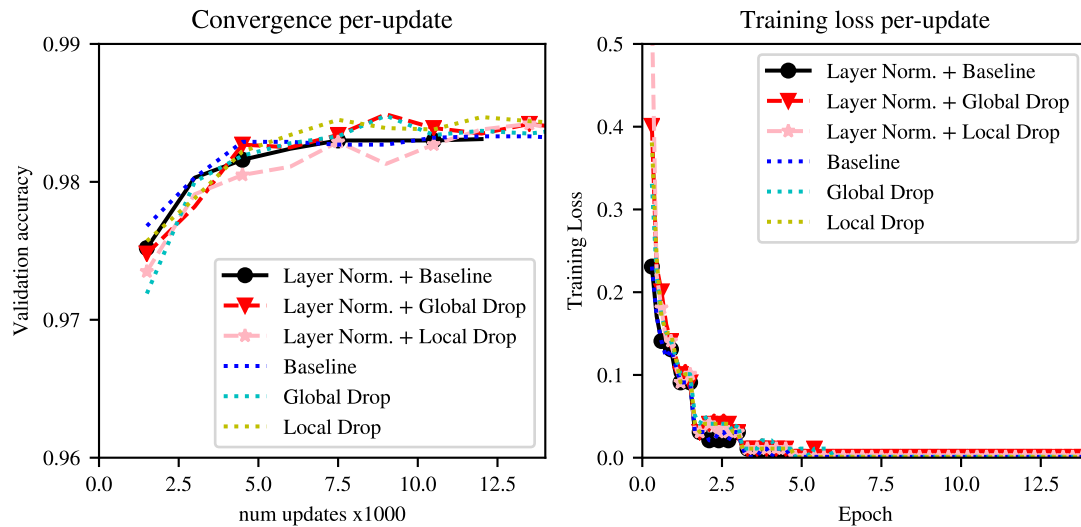 Convergence per-update
0.99
0.98
0.97
0.96
Validation accuracy
Layer Norm. + Baseline
Layer Norm. + Global Drop
Layer Norm. + Local Drop
Baseline
Global Drop
Local Drop
0.0 2.5 5.0 7.5 10.0 12.5
num updates x1000
Training loss per-update
0.5
0.4
0.3
0.2
0.1
0.0
Training Loss
Layer Norm. + Baseline
Layer Norm. + Global Drop
Layer Norm. + Local Drop
Baseline
Global Drop
Local Drop
0.0 2.5 5.0 7.5 10.0 12.5
Epoch